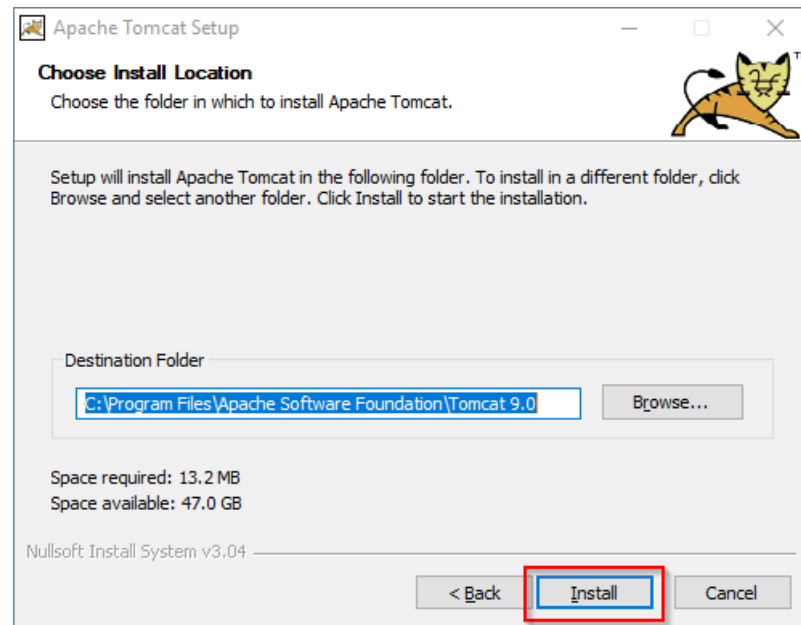 Apache Tomcat Setup
Choose Install Location
Choose the folder in which to install Apache Tomcat.
TM
Setup will install Apache Tomcat in the following folder. To install in a different folder, click
Browse and select another folder. Click Install to start the installation.
Destination Folder
C:\Program Files\Apache Software Foundation\Tomcat 9.0
Browse...
Space required: 13.2 MB
Space available: 47.0 GB
Nullsoft Install System v3.04
< Back
Install
Cancel